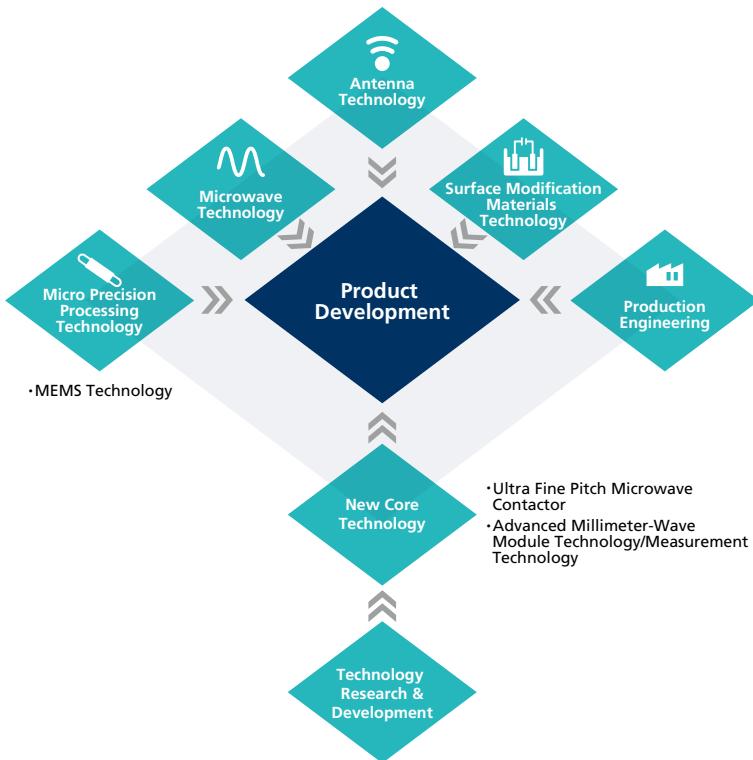 Antenna
Technology
Microwave
Technology
Surface Modification
Materials
Technology
Micro Precision
Processing
Technology
Product
Development
Production
Engineering
・MEMS Technology
New Core
Technology
・Ultra Fine Pitch Microwave
Contactor
・Advanced Millimeter-Wave
Module Technology/Measurement
Technology
Technology
Research &
Development